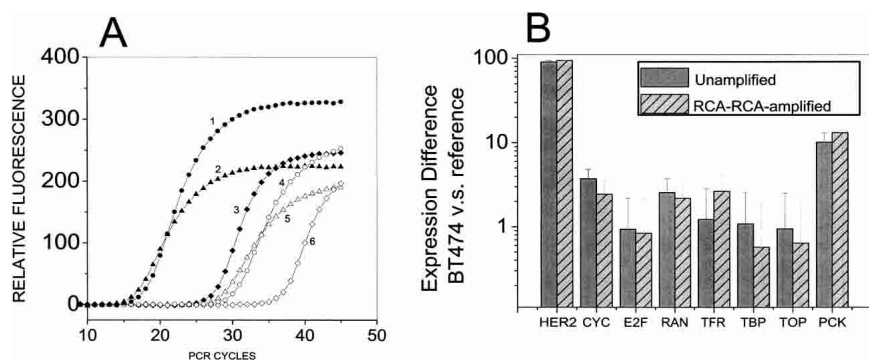 A
RELATIVE FLUORESCENCE
400
300
200
100
0
10
20
30
40
50
PCR CYCLES
1
2
3
4
5
6
B
Expression Difference
BT474 v.s. reference
100
10
1
Unamplified
RCA-RCA-amplified
HER2 CYC E2F RAN TFR TBP TOP PCK